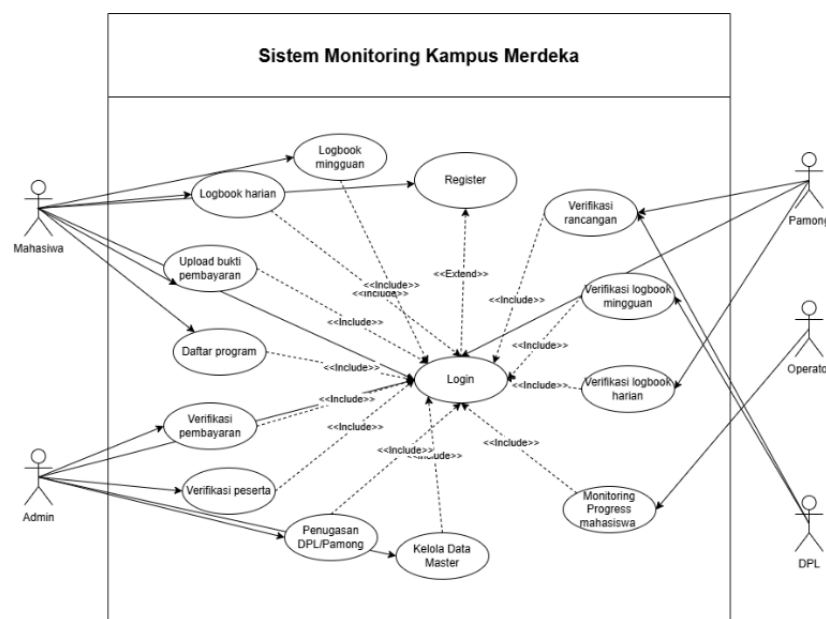 Sistem Monitoring Kampus Merdeka
Logbook
mingguan
Logbook harian
Register
Verifikasi
rancangan
Mahasiwa
Pamong
Upload bukti
pembayaran
<<Include>>
<<Include>>
<<Extend>>
<<Include>>
Verifikasi logbook
mingguan
<<Include>>
<<Include>>
Daftar program
<<Include>>
Login
<<Include>>
Verifikasi logbook
harian
Operato
Verifikasi
pembayaran
<<Include>>
<<Include>>
Verifikasi peserta
<<Include>>
<<Include>>
<<Include>>
Admin
Penugasan
DPL/Pamong
Kelola Data
Master
Monitoring
Progress
mahasiswa
DPL